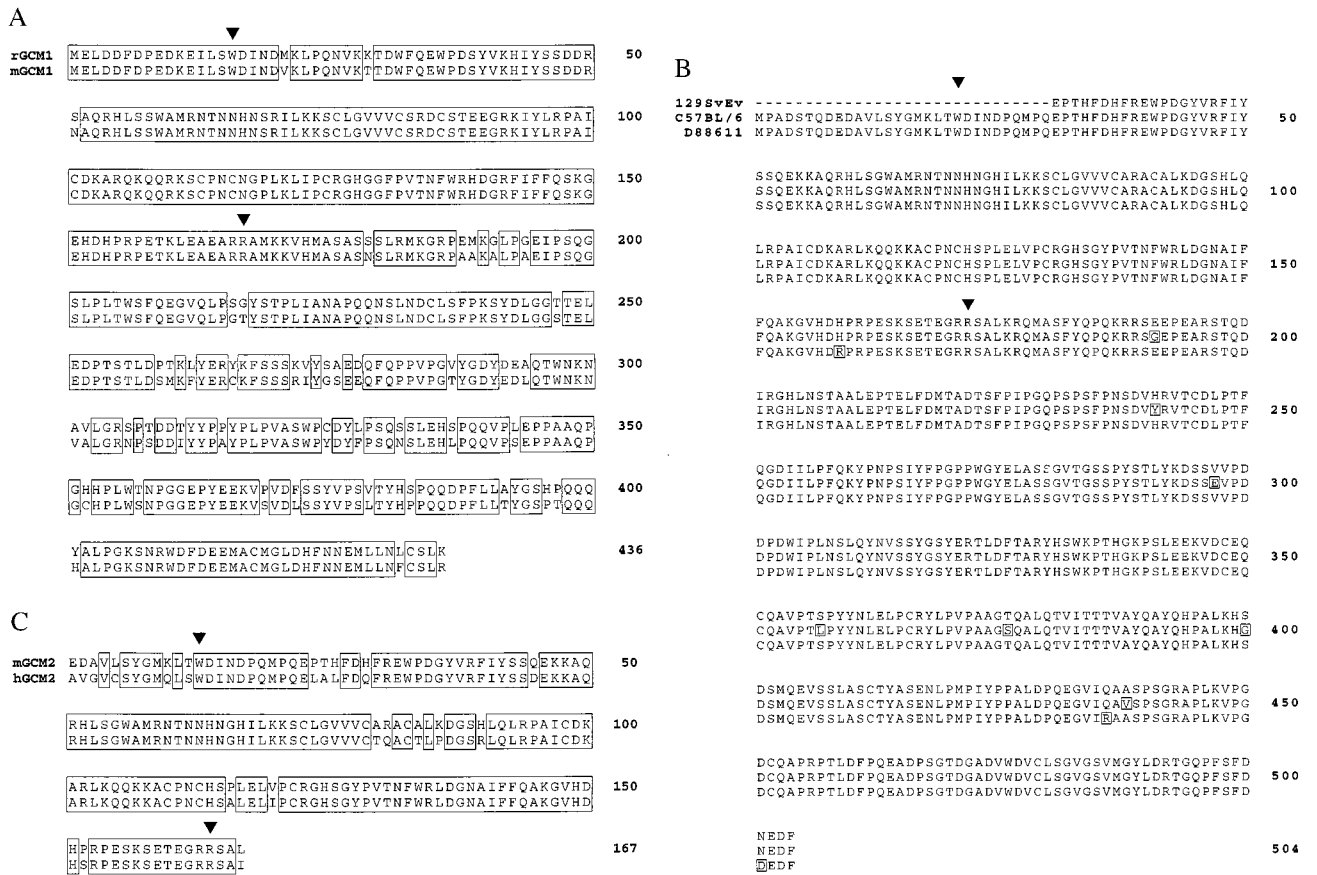 A
rGCM1 MELDDFDPEDKEILSWDINDMKLPQNVKKTDWFQEWPDSYVKHIYSSDDR 50
mGCM1 MELDDFDPEDKEILSWDINDVKLPQNVKTTDWFQEWPDSYVKHIYSSDDR
SAQRHLSSWAMRNTNNHNSRILKKSCLGVVVCSRDCSTEEGRKIYLRPAI 100
NAQRHLSSWAMRNTNNHNSRILKKSCLGVVVCSRDCSTEEGRKIYLRPAI
CDKARQKQQRKSCPNCNGPLKLIPCRGHGGFPVTNFWRHDGRFIFFQSKG 150
CDKARQKQQRKSCPNCNGPLKLIPCRGHGGFPVTNFWRHDGRFIFFQSKG
EHDHPRPETKLEAEARRAMKKVHMASASSSLRMKGRPEMKGLPGEIPSQG 200
EHDHPRPETKLEAEARRAMKKVHMASASNSLRMKGRPAAKALPAEIPSQG
SLPLTWSFQEGVQLPSGYSTPLIANAPQQNSLNDCLSFPKSYDLGGTTEL 250
SLPLTWSFQEGVQLPGTYSTPLIANAPQQNSLNDCLSFPKSYDLGGSTEL
EDPTSTLDPTKLYERYKFSSSKVYSAEDQFQPPVPGVYGDYDEAQTWNKN 300
EDPTSTLDSMKFYERCKFSSSRIYGSEEQFQPPVPGTYGDYEDLQTWNKN
AVLGRSPTDDTYYPPYPLPVASWPCDYLPSQSSLEHSPQQVPLEPPAAQP 350
VALGRNPSDDIYYPAYPLPVASWPYDYFPSQNSLEHLPQQVPSEPPAAQP
GHHPLWTNPGGEPYEEKVPVDFSSYVPSVTYHSPQQDPFLLAYGSHPQQQ 400
GCHPLWSNPGGEPYEEKVSVDLSSYVPSLTYHPPQQDPFLLTYGSPTQQQ
YALPGKSNRWDFDEEMACMGLDHFNNEMLLNLCSLK 436
HALPGKSNRWDFDEEMACMGLDHFNNEMLLNFCSLR
B
129SvEv ----------------------------EPTHFDHFREWPDGYVRFIY
C57BL/6 MPADSTQDEDAVLSYGMKLTWDINDPQMPQEPTHFDHFREWPDGYVRFIY 50
D88611 MPADSTQDEDAVLSYGMKLTWDINDPQMPQEPTHFDHFREWPDGYVRFIY
SSQEKKAQRHLSGWAMRNTNNHNGHILKKSCLGVVVCARACALKDGSHLQ
SSQEKKAQRHLSGWAMRNTNNHNGHILKKSCLGVVVCARACALKDGSHLQ 100
SSQEKKAQRHLSGWAMRNTNNHNGHILKKSCLGVVVCARACALKDGSHLQ
LRPAICDKARLKQQKKACPNCHSPLELVPCRGHSGYPVTNFWRLDGNAIF
LRPAICDKARLKQQKKACPNCHSPLELVPCRGHSGYPVTNFWRLDGNAIF 150
LRPAICDKARLKQQKKACPNCHSPLELVPCRGHSGYPVTNFWRLDGNAIF
FQAKGVHDHPRPESKSETEGRRSALKRQMASFYQPQKRRSEEPEARSTQD
FQAKGVHDHPRPESKSETEGRRSALKRQMASFYQPQKRRSGEPEARSTQD 200
FQAKGVHDRPRPESKSETEGRRSALKRQMASFYQPQKRRSEEPEARSTQD
IRGHLNSTAALEPTELFDMTADTSFPIPGQPSPSFPNSDVHRVTCDLPTF
IRGHLNSTAALEPTELFDMTADTSFPIPGQPSPSFPNSDVYRVTCDLPTF 250
IRGHLNSTAALEPTELFDMTADTSFPIPGQPSPSFPNSDVHRVTCDLPTF
QGDIILPFQKYPNPSIYFPGPPWGYELASSGVTGSSPYSTLYKDSSVVPD
QGDIILPFQKYPNPSIYFPGPPWGYELASSGVTGSSPYSTLYKDSSEVPD 300
QGDIILPFQKYPNPSIYFPGPPWGYELASSGVTGSSPYSTLYKDSSVVPD
DPDWIPLNSLQYNVSSYGSYERTLDFTARYHSWKPTHGKPSLEEKVDCEQ
DPDWIPLNSLQYNVSSYGSYERTLDFTARYHSWKPTHGKPSLEEKVDCEQ 350
DPDWIPLNSLQYNVSSYGSYERTLDFTARYHSWKPTHGKPSLEEKVDCEQ
CQAVPTSPYYNLELPCRYLPVPAAGTQALQTVITTTVAYQAYQHPALKHS
CQAVPTLPYYNLELPCRYLPVPAAGSQALQTVITTTVAYQAYQHPALKHG 400
CQAVPTSPYYNLELPCRYLPVPAAGTQALQTVITTTVAYQAYQHPALKHS
DSMQEVSSLASCTYASENLPMPIYPPALDPQEGVIQAASPSGRAPLKVPG
DSMQEVSSLASCTYASENLPMPIYPPALDPQEGVIQAVSPSGRAPLKVPG 450
DSMQEVSSLASCTYASENLPMPIYPPALDPQEGVIRAASPSGRAPLKVPG
DCQAPRPTLDFPQEADPSGTDGADVWDVCLSGVGSVMGYLDRTGQPFSFD
DCQAPRPTLDFPQEADPSGTDGADVWDVCLSGVGSVMGYLDRTGQPFSFD 500
DCQAPRPTLDFPQEADPSGTDGADVWDVCLSGVGSVMGYLDRTGQPFSFD
NEDF
NEDF 504
DEDF
C
mGCM2 EDAVLSYGMKLTWDINDPQMPQEPTHFDHFREWPDGYVRFIYSSQEKKAQ 50
hGCM2 AVGVCSYGMQLSWDINDPQMPQELALFDQFREWPDGYVRFIYSSDEKKAQ
RHLSGWAMRNTNNHNGHILKKSCLGVVVCARACALKDGSHLQLRPAICDK 100
RHLSGWAMRNTNNHNGHILKKSCLGVVVCTQACTLPDGSRLQLRPAICDK
ARLKQQKKACPNCHSPLELVPCRGHSGYPVTNFWRLDGNAIFFQAKGVHD 150
ARLKQQKKACPNCHSALELIPCRGHSGYPVTNFWRLDGNAIFFQAKGVHD
HPRPESKSETEGRRSAL 167
HSRPESKSETEGRRSAI